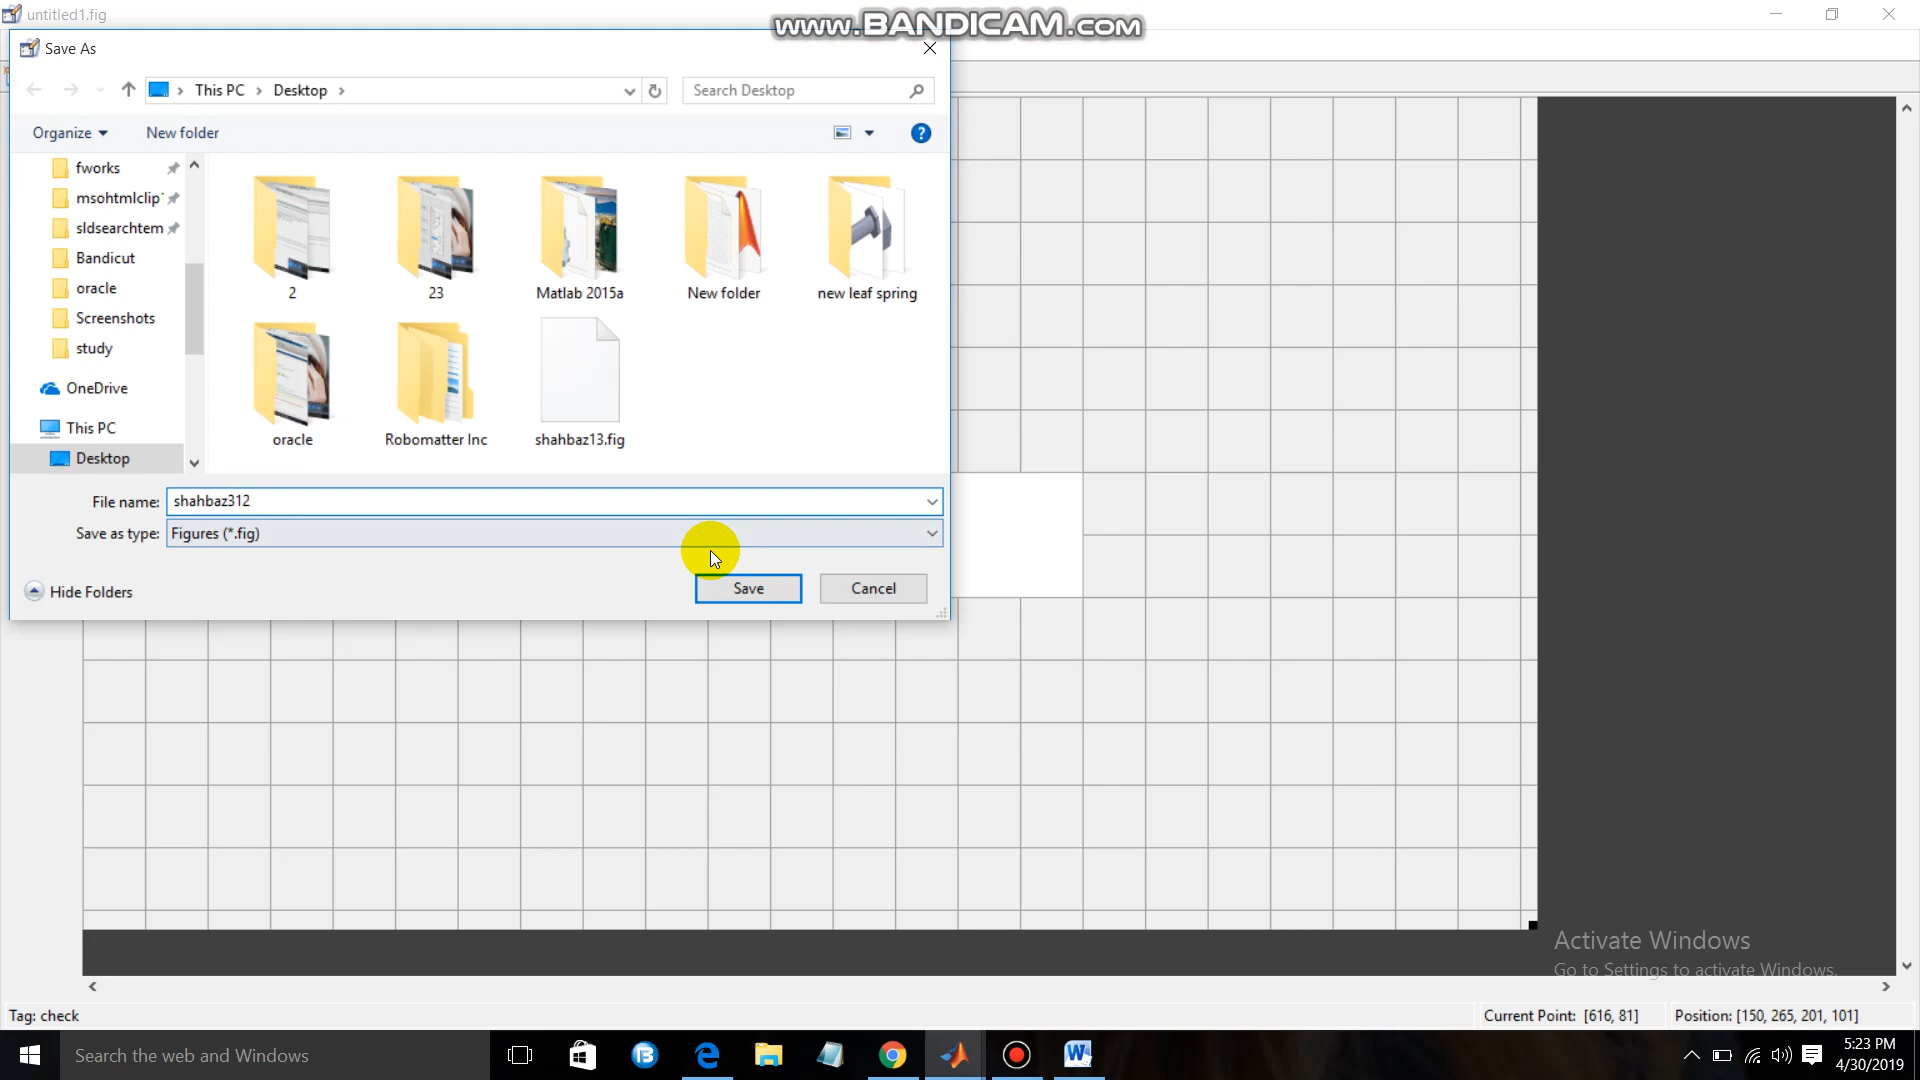 untitled1.fig
www.BANDICAM.com
Save As
This PC > Desktop >
Search Desktop
Organize
New folder
fworks
msohtmlclip1
sldsearchtem
Bandicut
oracle
Screenshots
study
OneDrive
This PC
Desktop
2
23
Matlab 2015a
New folder
new leaf spring
oracle
Robomatter Inc
shahbaz13.fig
File name: shahbaz312
Save as type: Figures (*.fig)
Hide Folders
Save
Cancel
Activate Windows
Go to Settings to activate Windows.
Tag: check
Current Point: [616, 81]
Position: [150, 265, 201, 101]
Search the web and Windows
5:23 PM
4/30/2019